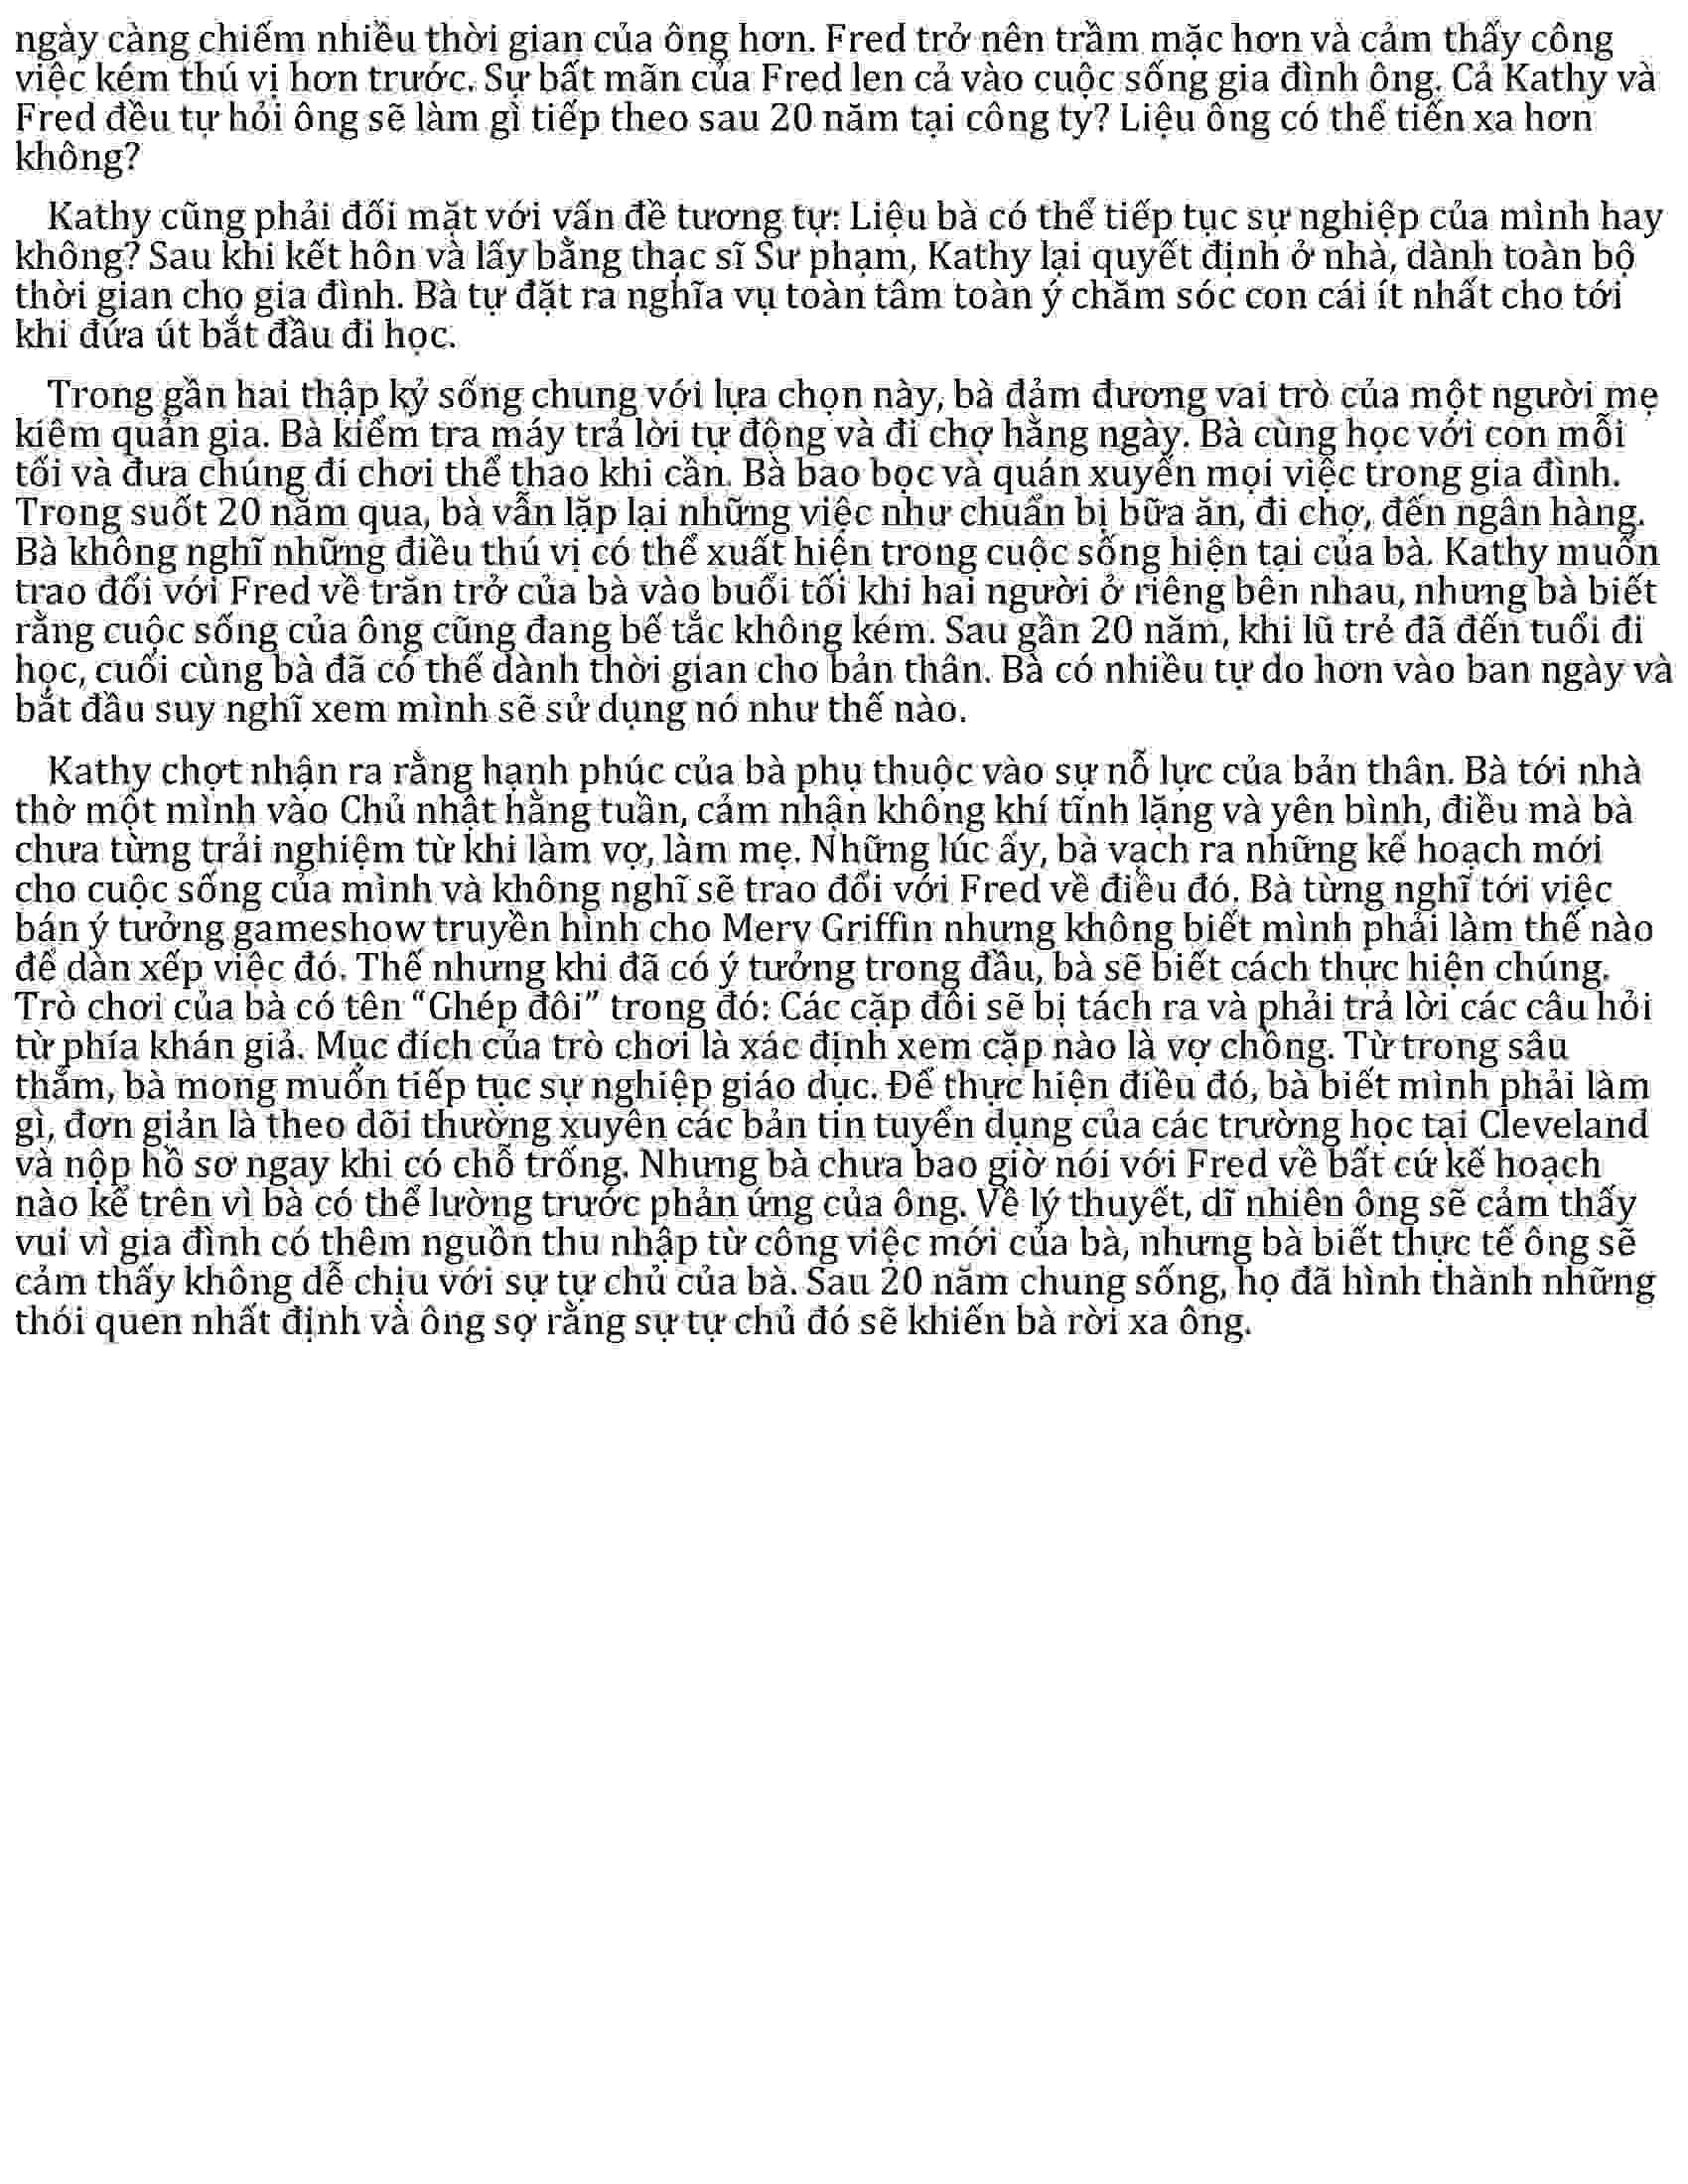 ngày càng chiếm nhiều thời gian của ông hơn. Fred trở nên trầm mặc hơn và cảm thấy công
việc kém thú vị hơn trước. Sự bất mãn của Fred len cả vào cuộc sống gia đình ông. Cả Kathy và
Fred đều tự hỏi ông sẽ làm gì tiếp theo sau 20 năm tại công ty? Liệu ông có thể tiến xa hơn
không?
Kathy cũng phải đối mặt với vấn đề tương tự: Liệu bà có thể tiếp tục sự nghiệp của mình hay
không? Sau khi kết hôn và lấy bằng thạc sĩ Sư phạm, Kathy lại quyết định ở nhà, dành toàn bộ
thời gian cho gia đình. Bà tự đặt ra nghĩa vụ toàn tâm toàn ý chăm sóc con cái ít nhất cho tới
khi đứa út bắt đầu đi học.
Trong gần hai thập kỷ sống chung với lựa chọn này, bà đảm đương vai trò của một người mẹ
kiêm quản gia. Bà kiểm tra máy trả lời tự động và đi chợ hằng ngày. Bà cùng học với con mỗi
tối và đưa chúng đi chơi thể thao khi cần. Bà bao bọc và quán xuyến mọi việc trong gia đình.
Trong suốt 20 năm qua, bà vẫn lặp lại những việc như chuẩn bị bữa ăn, đi chợ, đến ngân hàng.
Bà không nghĩ những điều thú vị có thể xuất hiện trong cuộc sống hiện tại của bà. Kathy muốn
trao đổi với Fred về trăn trở của bà vào buổi tối khi hai người ở riêng bên nhau, nhưng bà biết
rằng cuộc sống của ông cũng đang bế tắc không kém. Sau gần 20 năm, khi lũ trẻ đã đến tuổi đi
học, cuối cùng bà đã có thể dành thời gian cho bản thân. Bà có nhiều tự do hơn vào ban ngày và
bắt đầu suy nghĩ xem mình sẽ sử dụng nó như thế nào.
Kathy chợt nhận ra rằng hạnh phúc của bà phụ thuộc vào sự nỗ lực của bản thân. Bà tới nhà
thờ một mình vào Chủ nhật hằng tuần, cảm nhận không khí tĩnh lặng và yên bình, điều mà bà
chưa từng trải nghiệm từ khi làm vợ, làm mẹ. Những lúc ấy, bà vạch ra những kế hoạch mới
cho cuộc sống của mình và không nghĩ sẽ trao đổi với Fred về điều đó. Bà từng nghĩ tới việc
bán ý tưởng gameshow truyền hình cho Merv Griffin nhưng không biết mình phải làm thế nào
để dàn xếp việc đó. Thế nhưng khi đã có ý tưởng trong đầu, bà sẽ biết cách thực hiện chúng.
Trò chơi của bà có tên “Ghép đôi” trong đó: Các cặp đôi sẽ bị tách ra và phải trả lời các câu hỏi
từ phía khán giả. Mục đích của trò chơi là xác định xem cặp nào là vợ chồng. Từ trong sâu
thẳm, bà mong muốn tiếp tục sự nghiệp giáo dục. Để thực hiện điều đó, bà biết mình phải làm
gì, đơn giản là theo dõi thường xuyên các bản tin tuyển dụng của các trường học tại Cleveland
và nộp hồ sơ ngay khi có chỗ trống. Nhưng bà chưa bao giờ nói với Fred về bất cứ kế hoạch
nào kể trên vì bà có thể lường trước phản ứng của ông. Về lý thuyết, dĩ nhiên ông sẽ cảm thấy
vui vì gia đình có thêm nguồn thu nhập từ công việc mới của bà, nhưng bà biết thực tế ông sẽ
cảm thấy không dễ chịu với sự tự chủ của bà. Sau 20 năm chung sống, họ đã hình thành những
thói quen nhất định và ông sợ rằng sự tự chủ đó sẽ khiến bà rời xa ông.